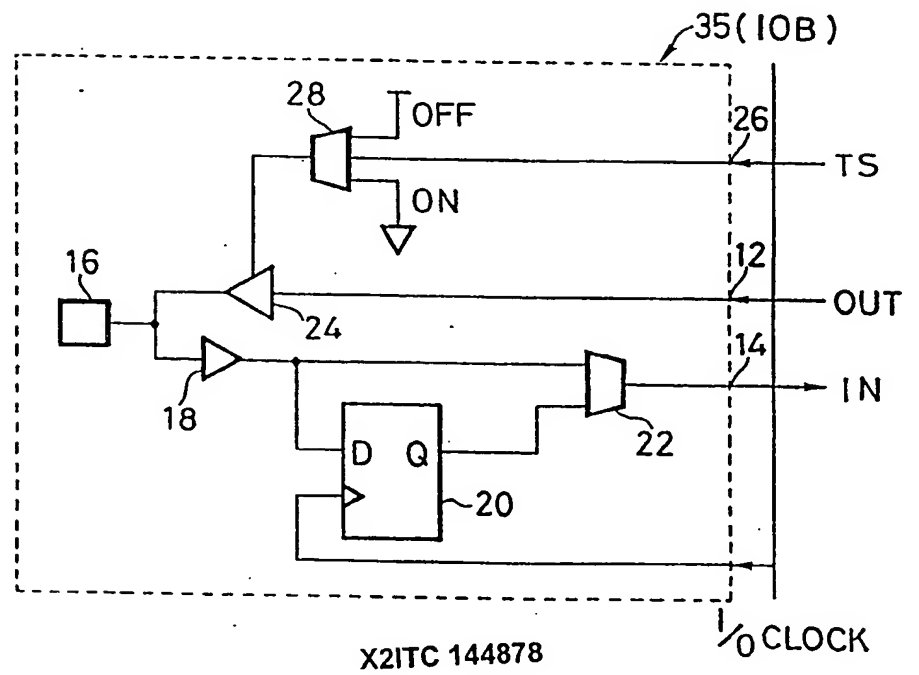 35(IOB)
28
OFF
26
TS
ON
16
12
OUT
24
14
IN
18
22
D Q
20
I/O CLOCK
X2ITC 144878